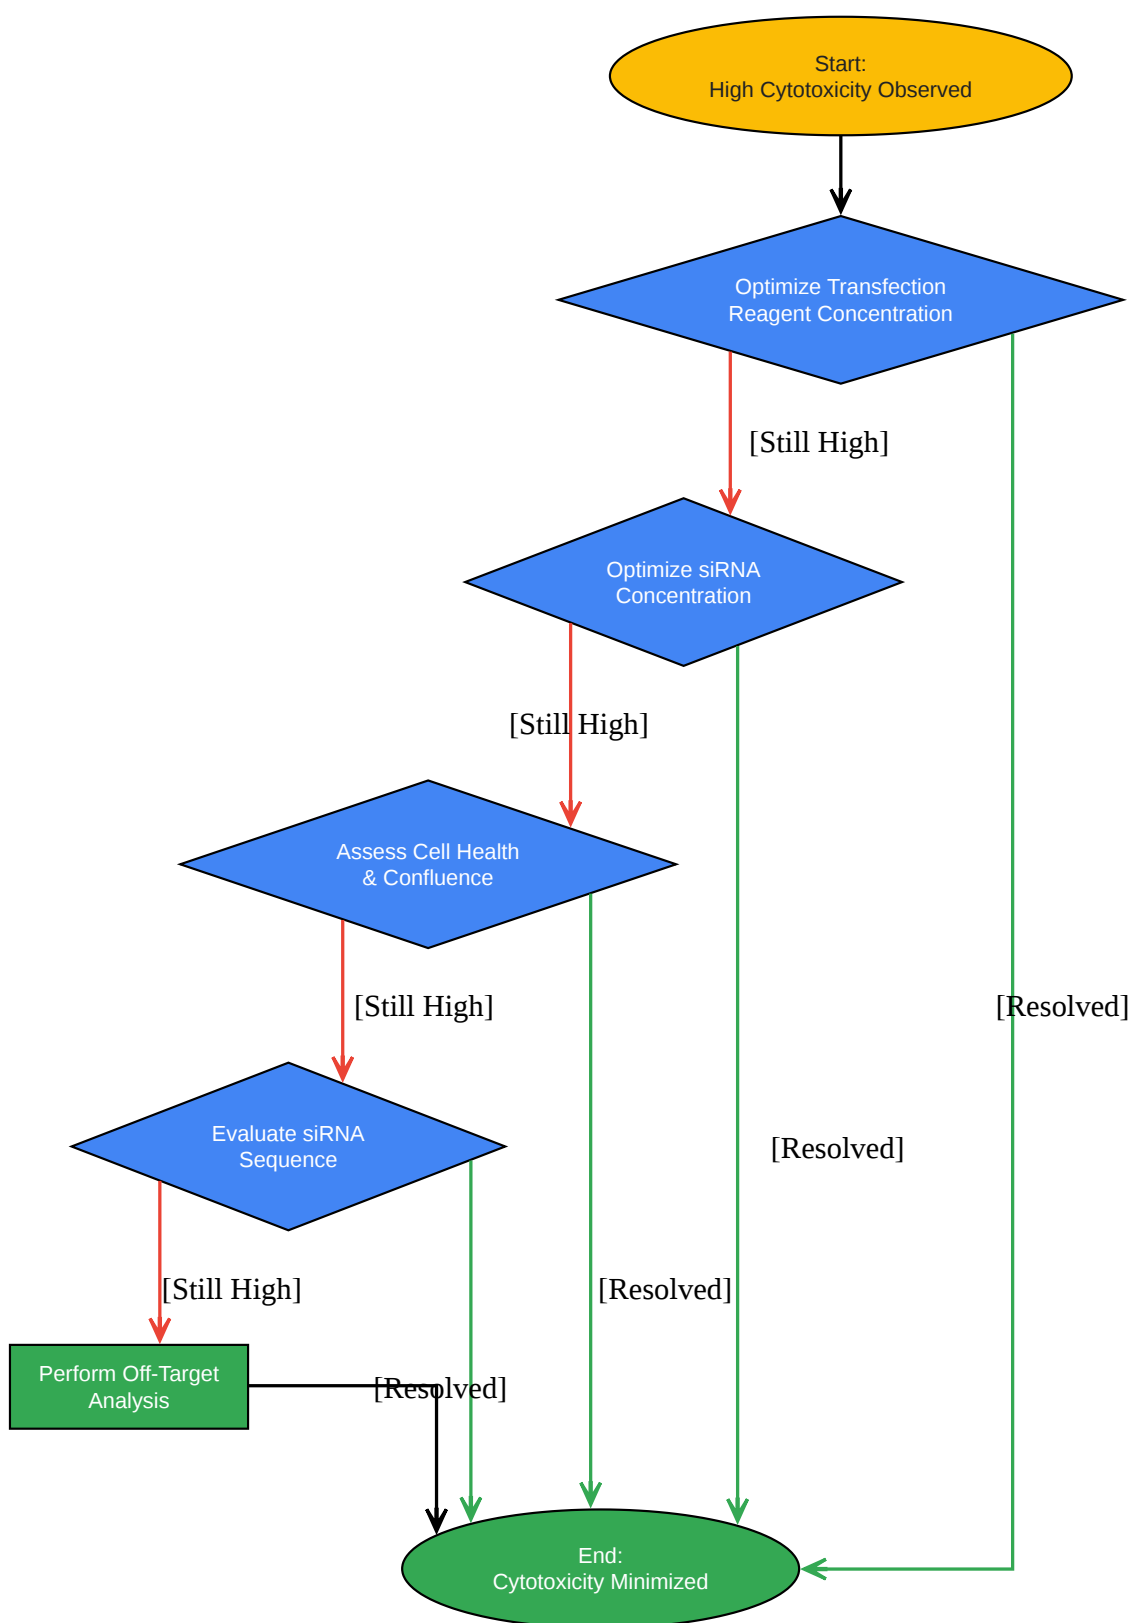 Start:
High Cytotoxicity Observed
Optimize Transfection
Reagent Concentration
[Still High]
Optimize siRNA
Concentration
[Still High]
Assess Cell Health
& Confluence
[Still High]
[Resolved]
Evaluate siRNA
Sequence
[Resolved]
[Still High]
[Resolved]
Perform Off-Target
Analysis
[Resolved]
End:
Cytotoxicity Minimized